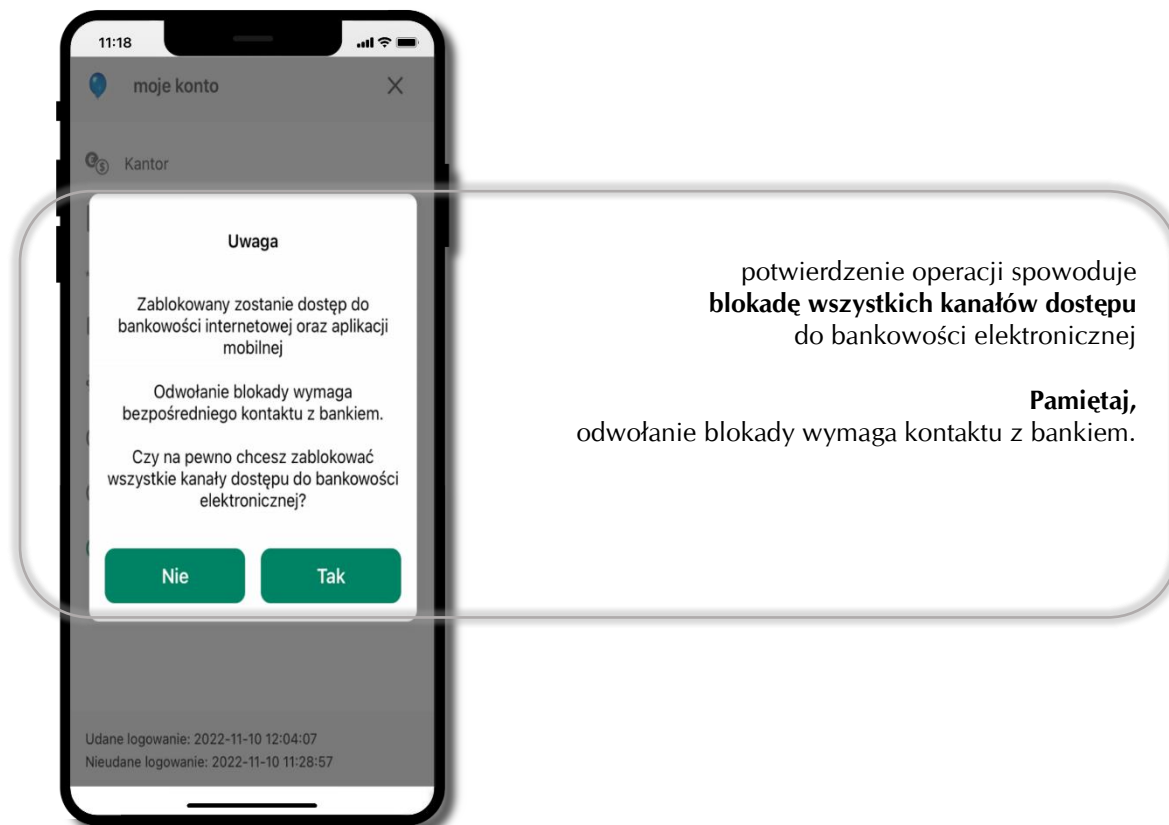 11:18
moje konto
Kantor
Uwaga
Zablokowany zostanie dostęp do
bankowości internetowej oraz aplikacji
mobilnej
Odwołanie blokady wymaga
bezpośredniego kontaktu z bankiem.
Czy na pewno chcesz zablokować
wszystkie kanały dostępu do bankowości
elektronicznej?
Nie
Tak
Udane logowanie: 2022-11-10 12:04:07
Nieudane logowanie: 2022-11-10 11:28:57
potwierdzenie operacji spowoduje
blokadę wszystkich kanałów dostępu
do bankowości elektronicznej
Pamiętaj,
odwołanie blokady wymaga kontaktu z bankiem.